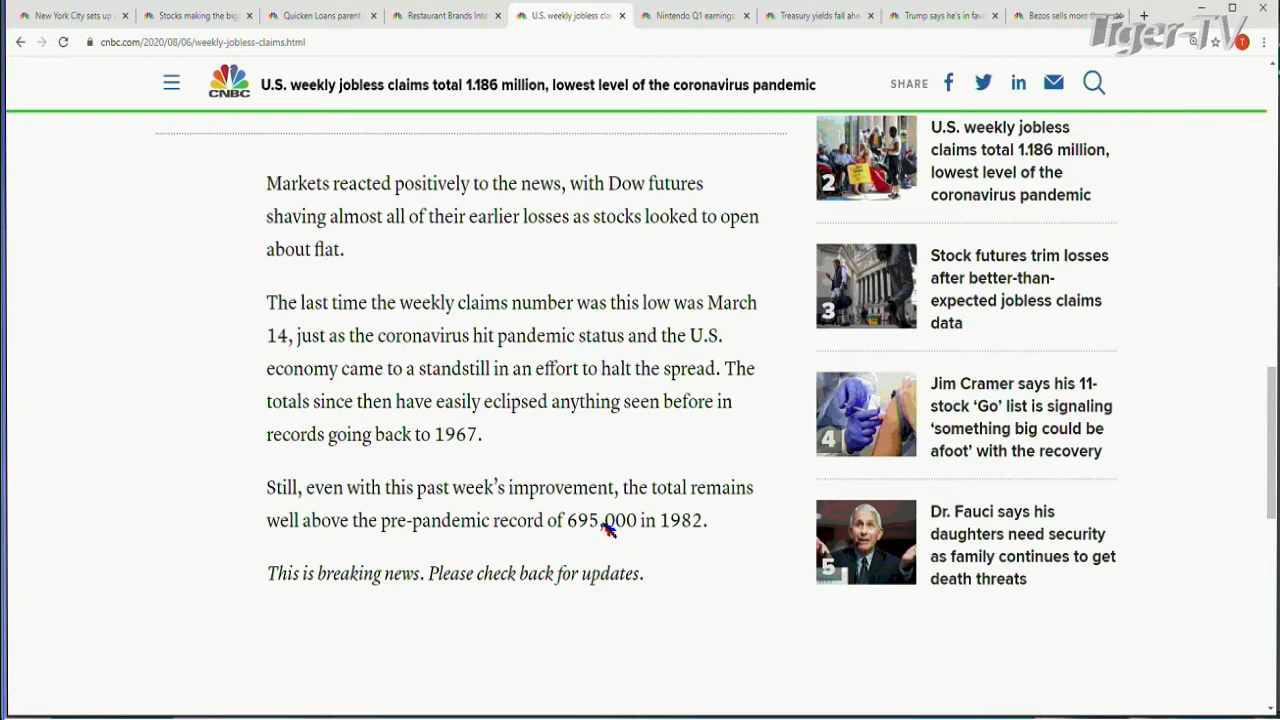 New York City sets up
Stocks making the big
Quicken Loans parent
Restaurant Brands Inte
U.S. weekly jobless clai
Nintendo Q1 earnings
Treasury yields fall ahe
Trump says he's in fav
Bezos sells more
Tiger-TV
cnbc.com/2020/08/06/weekly-jobless-claims.html
T
CNBC
U.S. weekly jobless claims total 1.186 million, lowest level of the coronavirus pandemic
SHARE
Markets reacted positively to the news, with Dow futures
shaving almost all of their earlier losses as stocks looked to open
about flat.
The last time the weekly claims number was this low was March
14, just as the coronavirus hit pandemic status and the U.S.
economy came to a standstill in an effort to halt the spread. The
totals since then have easily eclipsed anything seen before in
records going back to 1967.
Still, even with this past week's improvement, the total remains
well above the pre-pandemic record of 695,000 in 1982.
This is breaking news. Please check back for updates.
2
U.S. weekly jobless
claims total 1.186 million,
lowest level of the
coronavirus pandemic
3
Stock futures trim losses
after better-than-
expected jobless claims
data
4
Jim Cramer says his 11-
stock 'Go' list is signaling
'something big could be
afoot' with the recovery
5
Dr. Fauci says his
daughters need security
as family continues to get
death threats